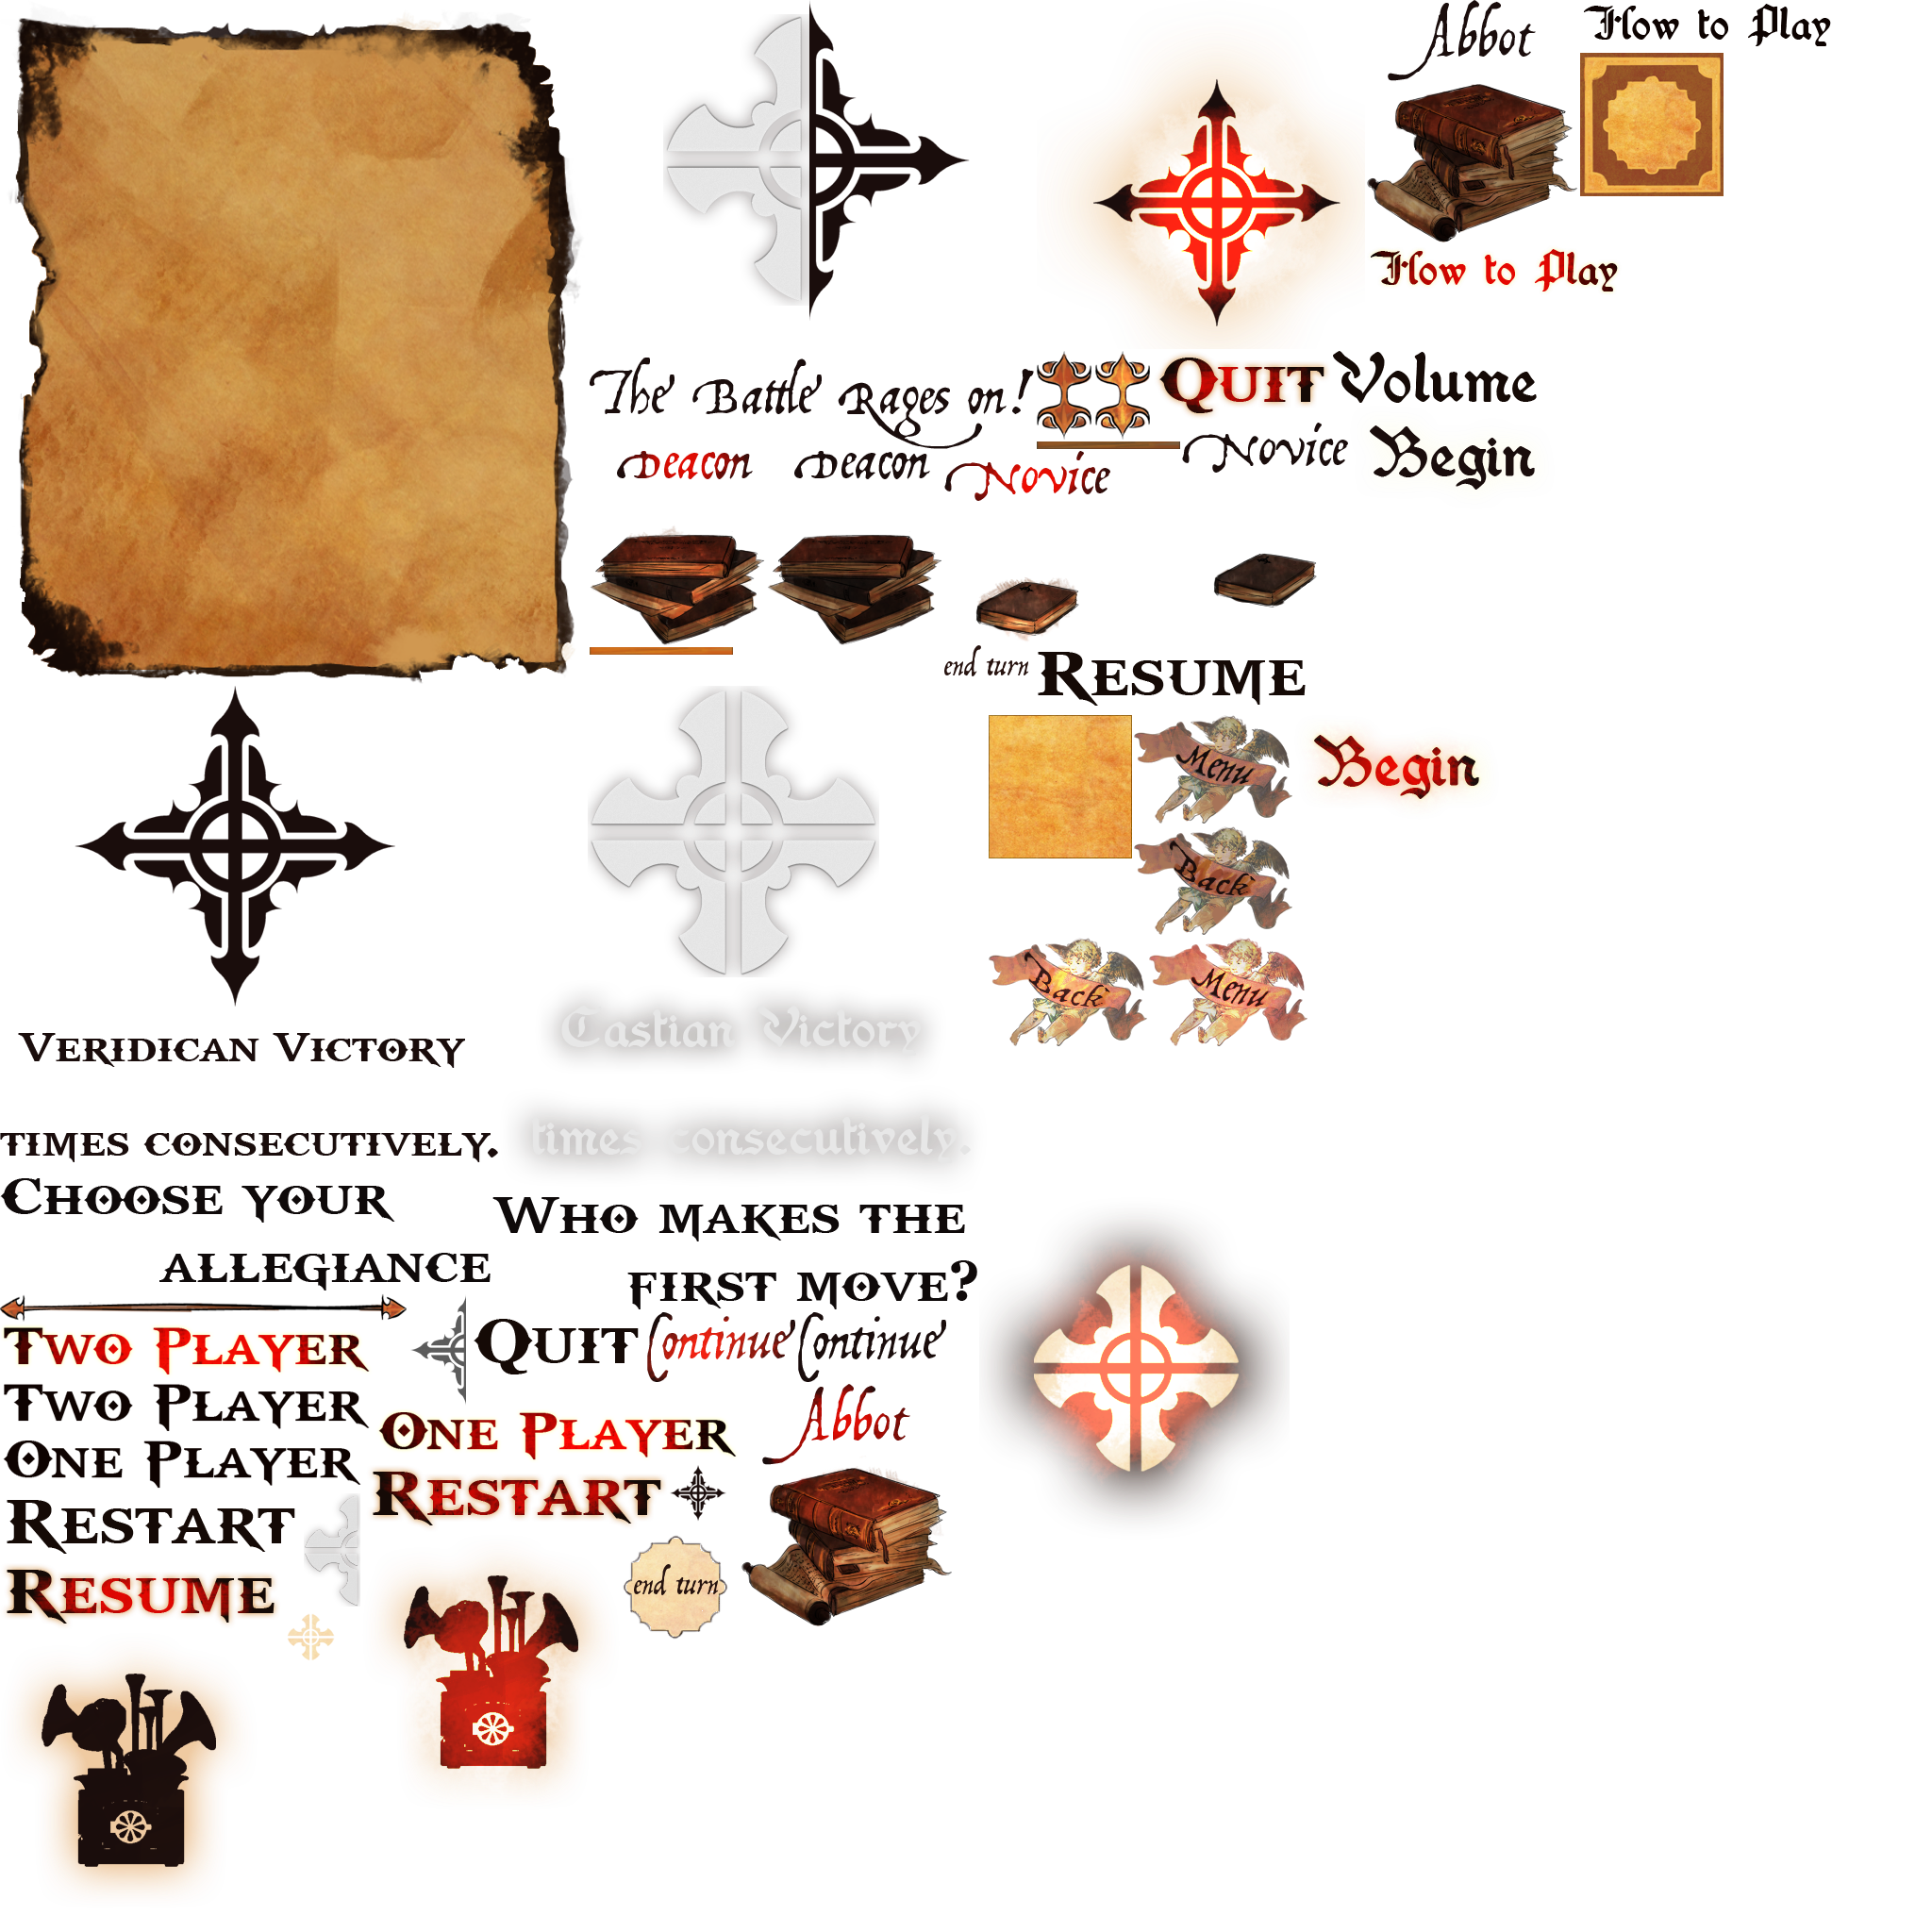 Abbot
How to Play
How to Play
The Battle Rages on!
QUIT
Volume
Deacon
Deacon
Novice
Novice
Begin
end turn
RESUME
Menu
Begin
Back
Back
Menu
Castian Victory
VERIDICAN VICTORY
TIMES CONSECUTIVELY.
times consecutively.
CHOOSE YOUR
ALLEGIANCE
WHO MAKES THE
FIRST MOVE?
TWO PLAYER
QUIT
Continue
Continue
TWO PLAYER
Abbot
ONE PLAYER
ONE PLAYER
RESTART
RESTART
end turn
RESUME